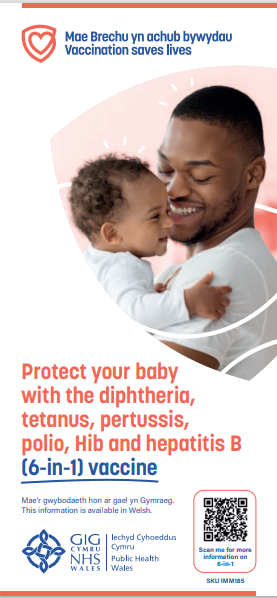 Mae Brechu yn achub bywydau
Vaccination saves lives
Protect your baby
with the diphtheria,
tetanus, pertussis,
polio, Hib and hepatitis B
(6-in-1) vaccine
Mae'r gwybodaeth hon ar gael yn Gymraeg.
This information is available in Welsh.
GIG
CYMRU
NHS
WALES
Iechyd Cyhoeddus
Cymru
Public Health
Wales
Scan me for more
information on
6-in-1
SKU IMM185